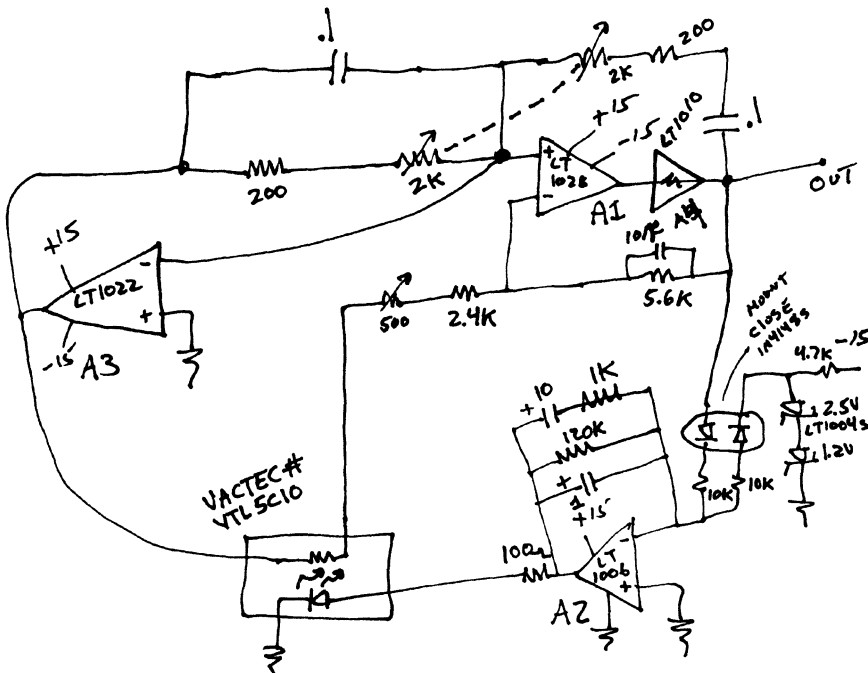 .1
2K
200
+15
-15
LT1010
.1
200
2K
+
LT
1028
-
A1
OUT
+15
-
LT1022
+
-15
A3
500
2.4K
5.6K
MOUNT
CLOSE
1N4148s
4.7K
-15
+10
1K
120K
2.5V
LT1004s
1.2V
VACTEC#
VTL5C10
+
1
+15
10K
10K
100Ω
-
LT
1006
+
A2